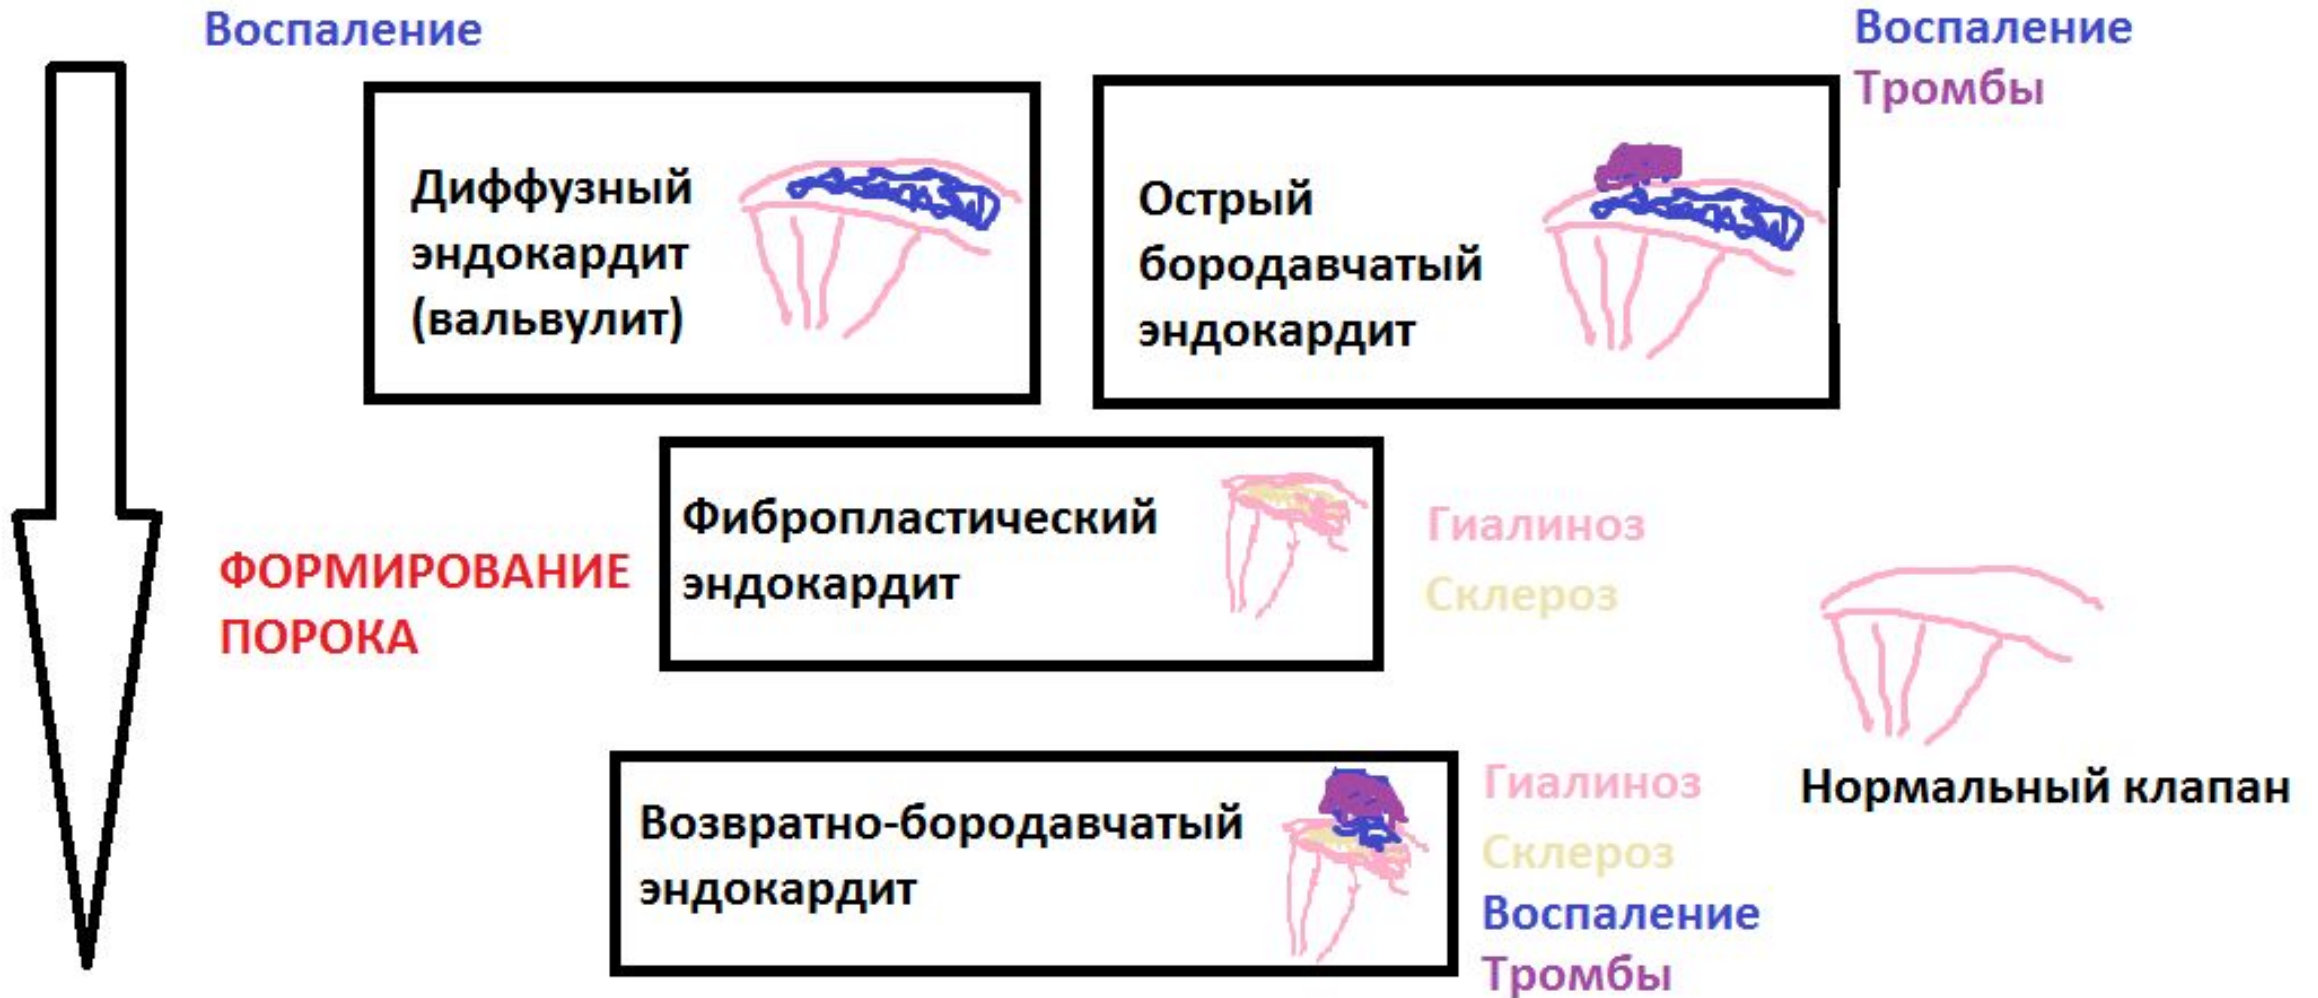 Воспаление
Воспаление
Тромбы
Диффузный
эндокардит
(вальвулит)
Острый
бородавчатый
эндокардит
ФОРМИРОВАНИЕ
ПОРОКА
Фибропластический
эндокардит
Гиалиноз
Склероз
Нормальный клапан
Возвратно-бородавчатый
эндокардит
Гиалиноз
Склероз
Воспаление
Тромбы